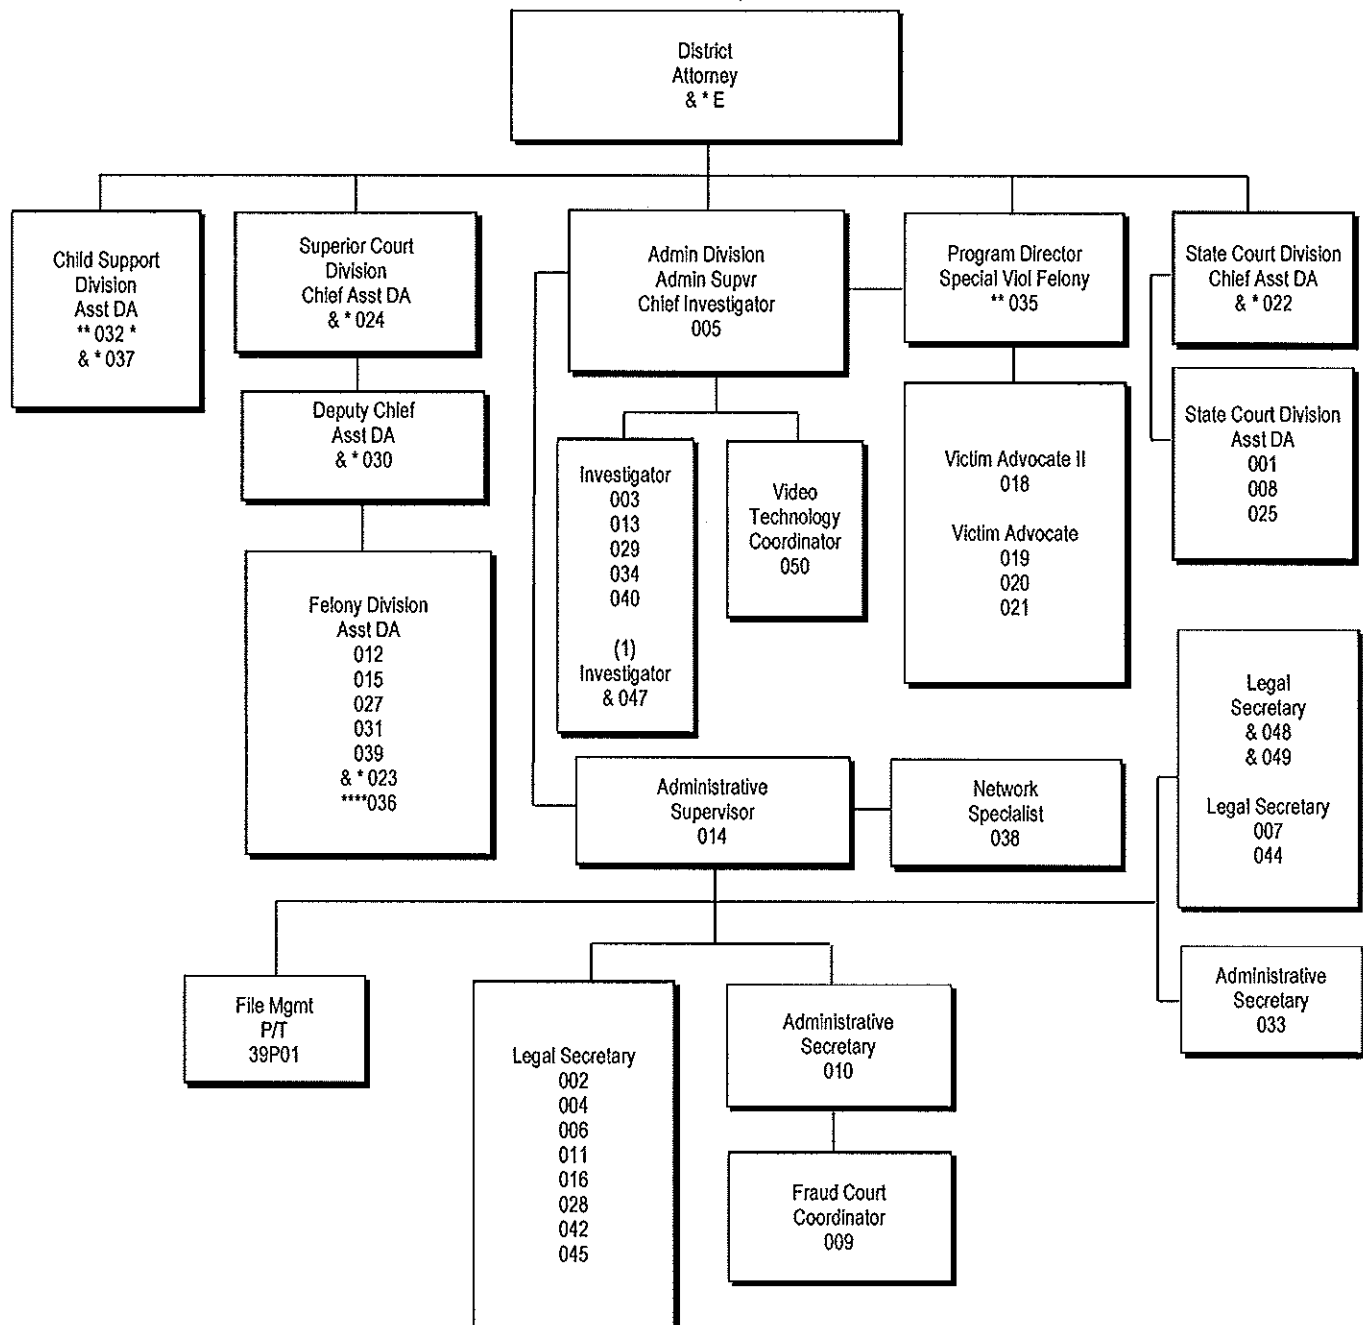 District
Attorney
& * E
Child Support
Division
Asst DA
** 032 *
& * 037
Superior Court
Division
Chief Asst DA
& * 024
Admin Division
Admin Supvr
Chief Investigator
005
Program Director
Special Viol Felony
** 035
State Court Division
Chief Asst DA
& * 022
Deputy Chief
Asst DA
& * 030
State Court Division
Asst DA
001
008
025
Investigator
003
013
029
034
040
(1)
Investigator
& 047
Video
Technology
Coordinator
050
Victim Advocate II
018
Victim Advocate
019
020
021
Felony Division
Asst DA
012
015
027
031
039
& * 023
****036
Legal
Secretary
& 048
& 049
Legal Secretary
007
044
Administrative
Supervisor
014
Network
Specialist
038
File Mgmt
P/T
39P01
Legal Secretary
002
004
006
011
016
028
042
045
Administrative
Secretary
010
Administrative
Secretary
033
Fraud Court
Coordinator
009